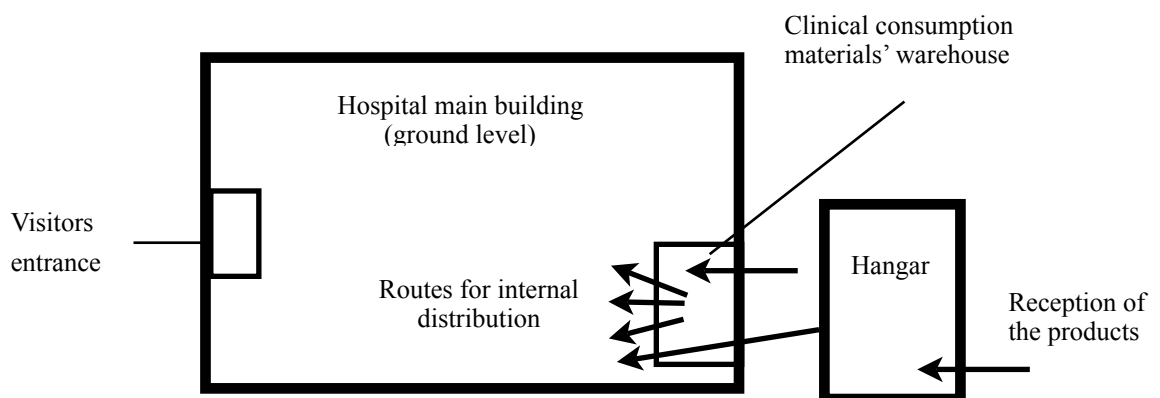 Clinical consumption
materials’ warehouse
Hospital main building
(ground level)
Visitors
entrance
Hangar
Routes for internal
distribution
Reception of
the products